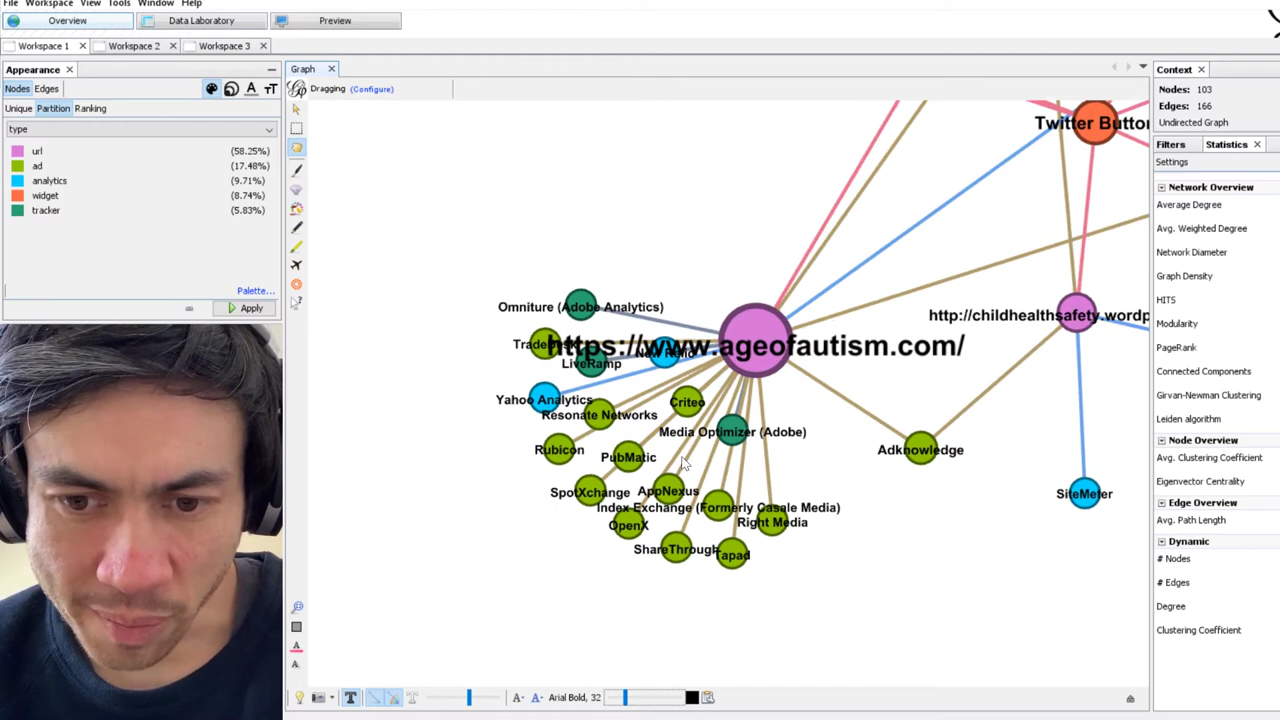 File Workspace View Tools Window Help
Overview Data Laboratory Preview
Workspace 1 Workspace 2 Workspace 3
Appearance
Nodes Edges
Unique Partition Ranking
type
url (58.25%)
ad (17.48%)
analytics (9.71%)
widget (8.74%)
tracker (5.83%)
Palette...
Apply
Graph
Dragging (Configure)
Twitter Button
Omniture (Adobe Analytics)
http://childhealthsafety.wordp
TradeDesk
https://www.ageofautism.com/
New Relic
LiveRamp
Yahoo Analytics
Criteo
Resonate Networks
Media Optimizer (Adobe)
Rubicon
Adknowledge
PubMatic
SpotXchange
AppNexus
SiteMeter
Index Exchange (Formerly Casale Media)
OpenX
Right Media
ShareThrough
Tapad
A- A- Arial Bold, 32
Context
Nodes: 103
Edges: 166
Undirected Graph
Filters Statistics
Settings
Network Overview
Average Degree
Avg. Weighted Degree
Network Diameter
Graph Density
HITS
Modularity
PageRank
Connected Components
Girvan-Newman Clustering
Leiden algorithm
Node Overview
Avg. Clustering Coefficient
Eigenvector Centrality
Edge Overview
Avg. Path Length
Dynamic
# Nodes
# Edges
Degree
Clustering Coefficient